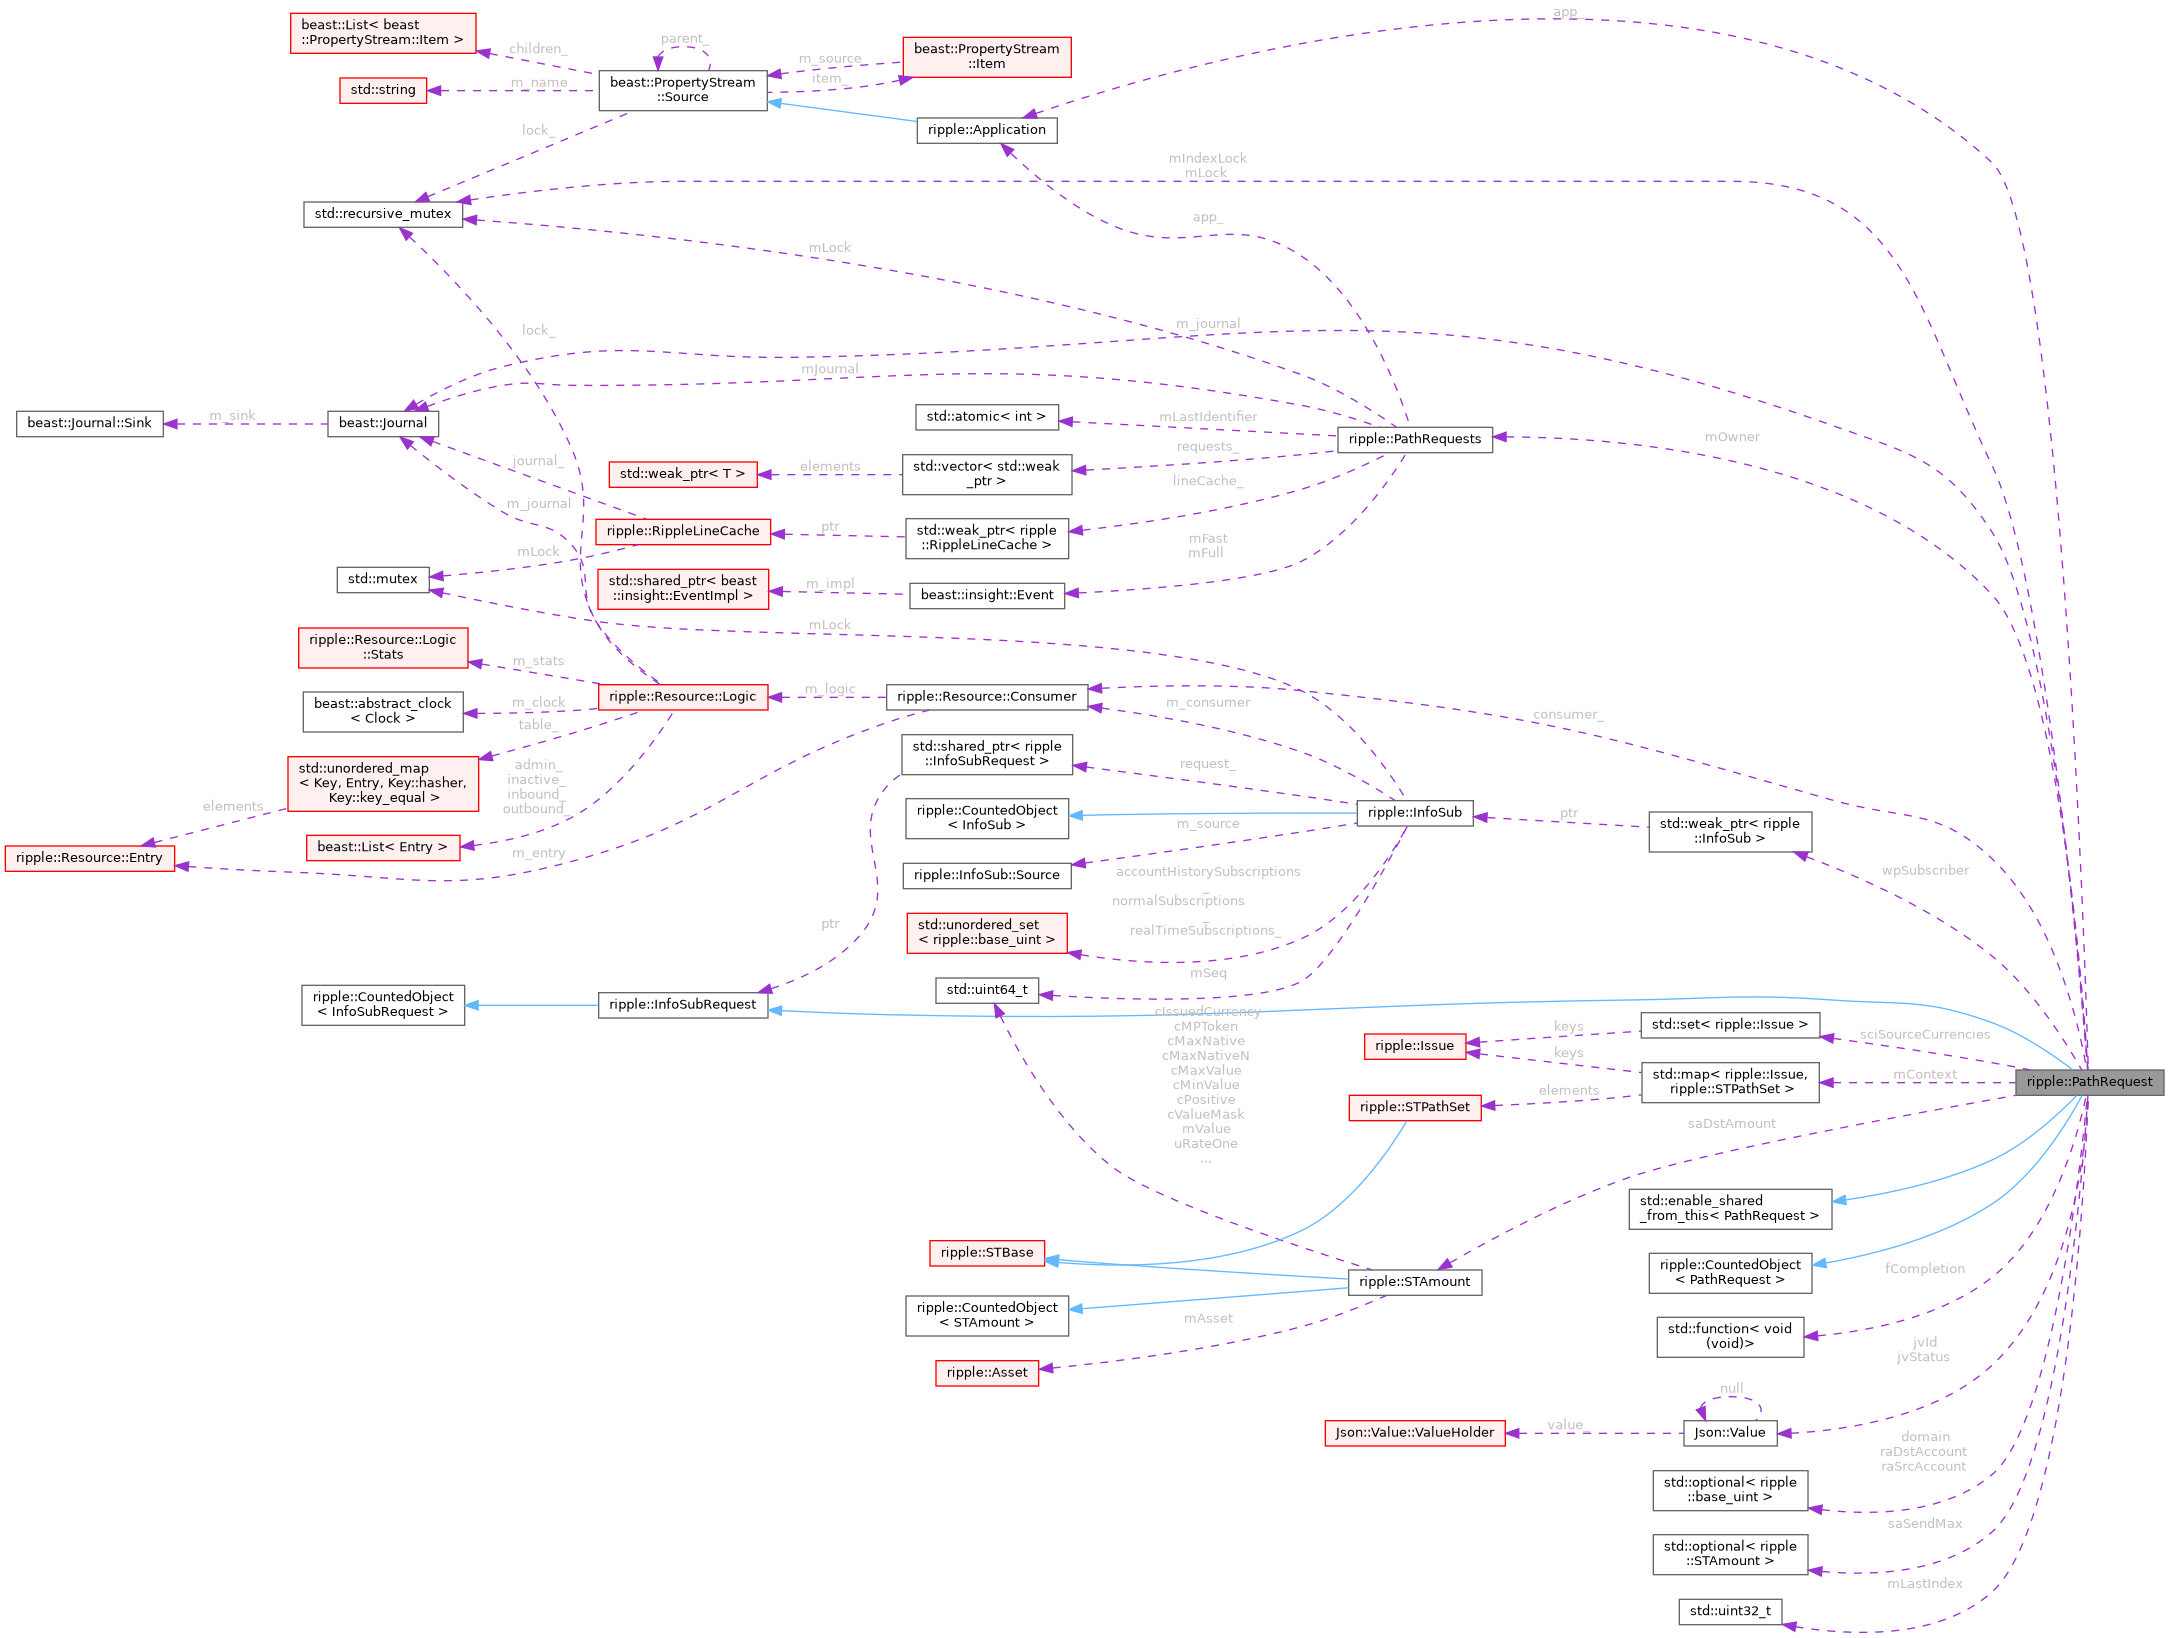 app_
beast::List< beast
::PropertyStream::Item >
children_
parent_
m_source
beast::PropertyStream
::Item
std::string
m_name
beast::PropertyStream
::Source
item_
lock_
ripple::Application
mIndexLock
mLock
std::recursive_mutex
app_
mLock
lock_
m_journal
mJournal
beast::Journal::Sink
m_sink
beast::Journal
std::atomic< int >
mLastIdentifier
ripple::PathRequests
mOwner
journal_
std::weak_ptr< T >
elements
std::vector< std::weak
_ptr >
requests_
lineCache_
m_journal
ripple::RippleLineCache
ptr
std::weak_ptr< ripple
::RippleLineCache >
mFast
mFull
mLock
std::mutex
std::shared_ptr< beast
::insight::EventImpl >
m_impl
beast::insight::Event
mLock
ripple::Resource::Logic
::Stats
m_stats
beast::abstract_clock
< Clock >
m_clock
table_
ripple::Resource::Logic
m_logic
ripple::Resource::Consumer
m_consumer
consumer_
std::unordered_map
< Key, Entry, Key::hasher,
Key::key_equal >
admin_
inactive_
inbound_
outbound_
std::shared_ptr< ripple
::InfoSubRequest >
request_
elements
ripple::CountedObject
< InfoSub >
ripple::InfoSub
ptr
std::weak_ptr< ripple
::InfoSub >
m_source
beast::List< Entry >
ripple::Resource::Entry
m_entry
ripple::InfoSub::Source
accountHistorySubscriptions
_
normalSubscriptions
_
realTimeSubscriptions_
wpSubscriber
ptr
std::unordered_set
< ripple::base_uint >
mSeq
std::uint64_t
ripple::CountedObject
< InfoSubRequest >
ripple::InfoSubRequest
cIssuedCurrency
cMPToken
cMaxNative
cMaxNativeN
cMaxValue
cMinValue
cPositive
cValueMask
mValue
uRateOne
...
ripple::Issue
keys
keys
std::set< ripple::Issue >
sciSourceCurrencies
std::map< ripple::Issue,
ripple::STPathSet >
mContext
ripple::PathRequest
ripple::STPathSet
elements
saDstAmount
std::enable_shared
_from_this< PathRequest >
ripple::STBase
ripple::STAmount
ripple::CountedObject
< PathRequest >
fCompletion
ripple::CountedObject
< STAmount >
mAsset
ripple::Asset
std::function< void
(void)>
jvId
jvStatus
null
Json::Value::ValueHolder
value_
Json::Value
domain
raDstAccount
raSrcAccount
std::optional< ripple
::base_uint >
saSendMax
std::optional< ripple
::STAmount >
mLastIndex
std::uint32_t